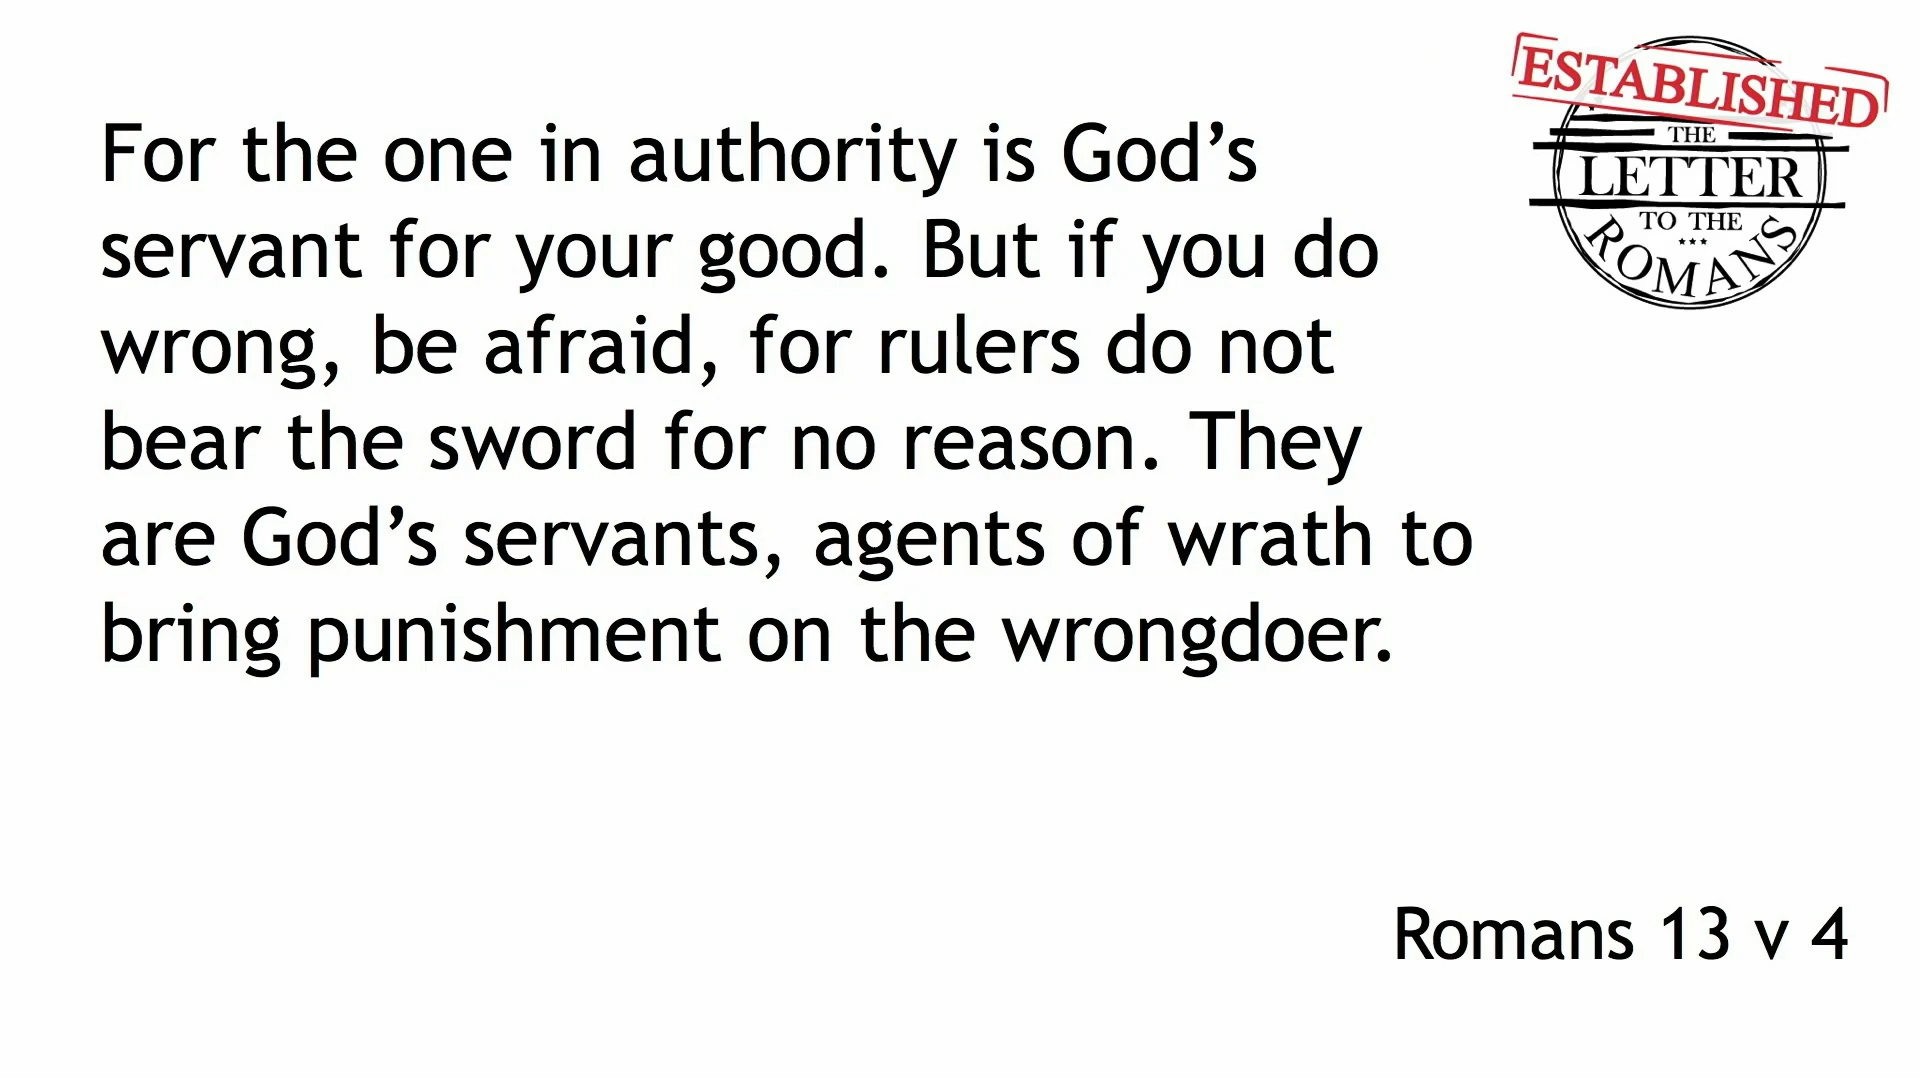 For the one in authority is God’s
servant for your good. But if you do
wrong, be afraid, for rulers do not
bear the sword for no reason. They
are God’s servants, agents of wrath to
bring punishment on the wrongdoer.
Romans 13 v 4
ESTABLISHED
THE
LETTER
TO THE
ROMANS